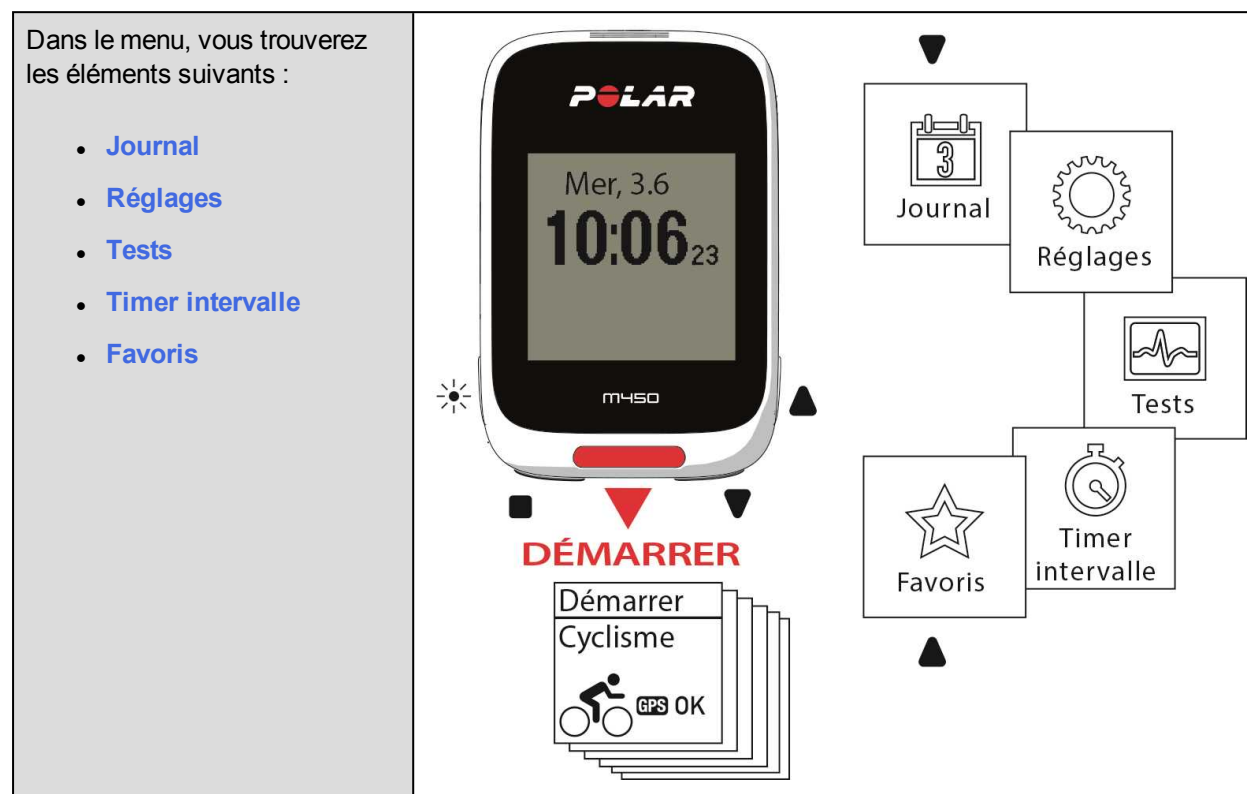 Dans le menu, vous trouverez
les éléments suivants :
Journal
Réglages
Tests
Timer intervalle
Favoris
POLAR
Mer, 3.6
10:06 23
M450
DÉMARRER
Démarrer
Cyclisme
GPS OK
3
Journal
Réglages
Tests
Timer
intervalle
Favoris